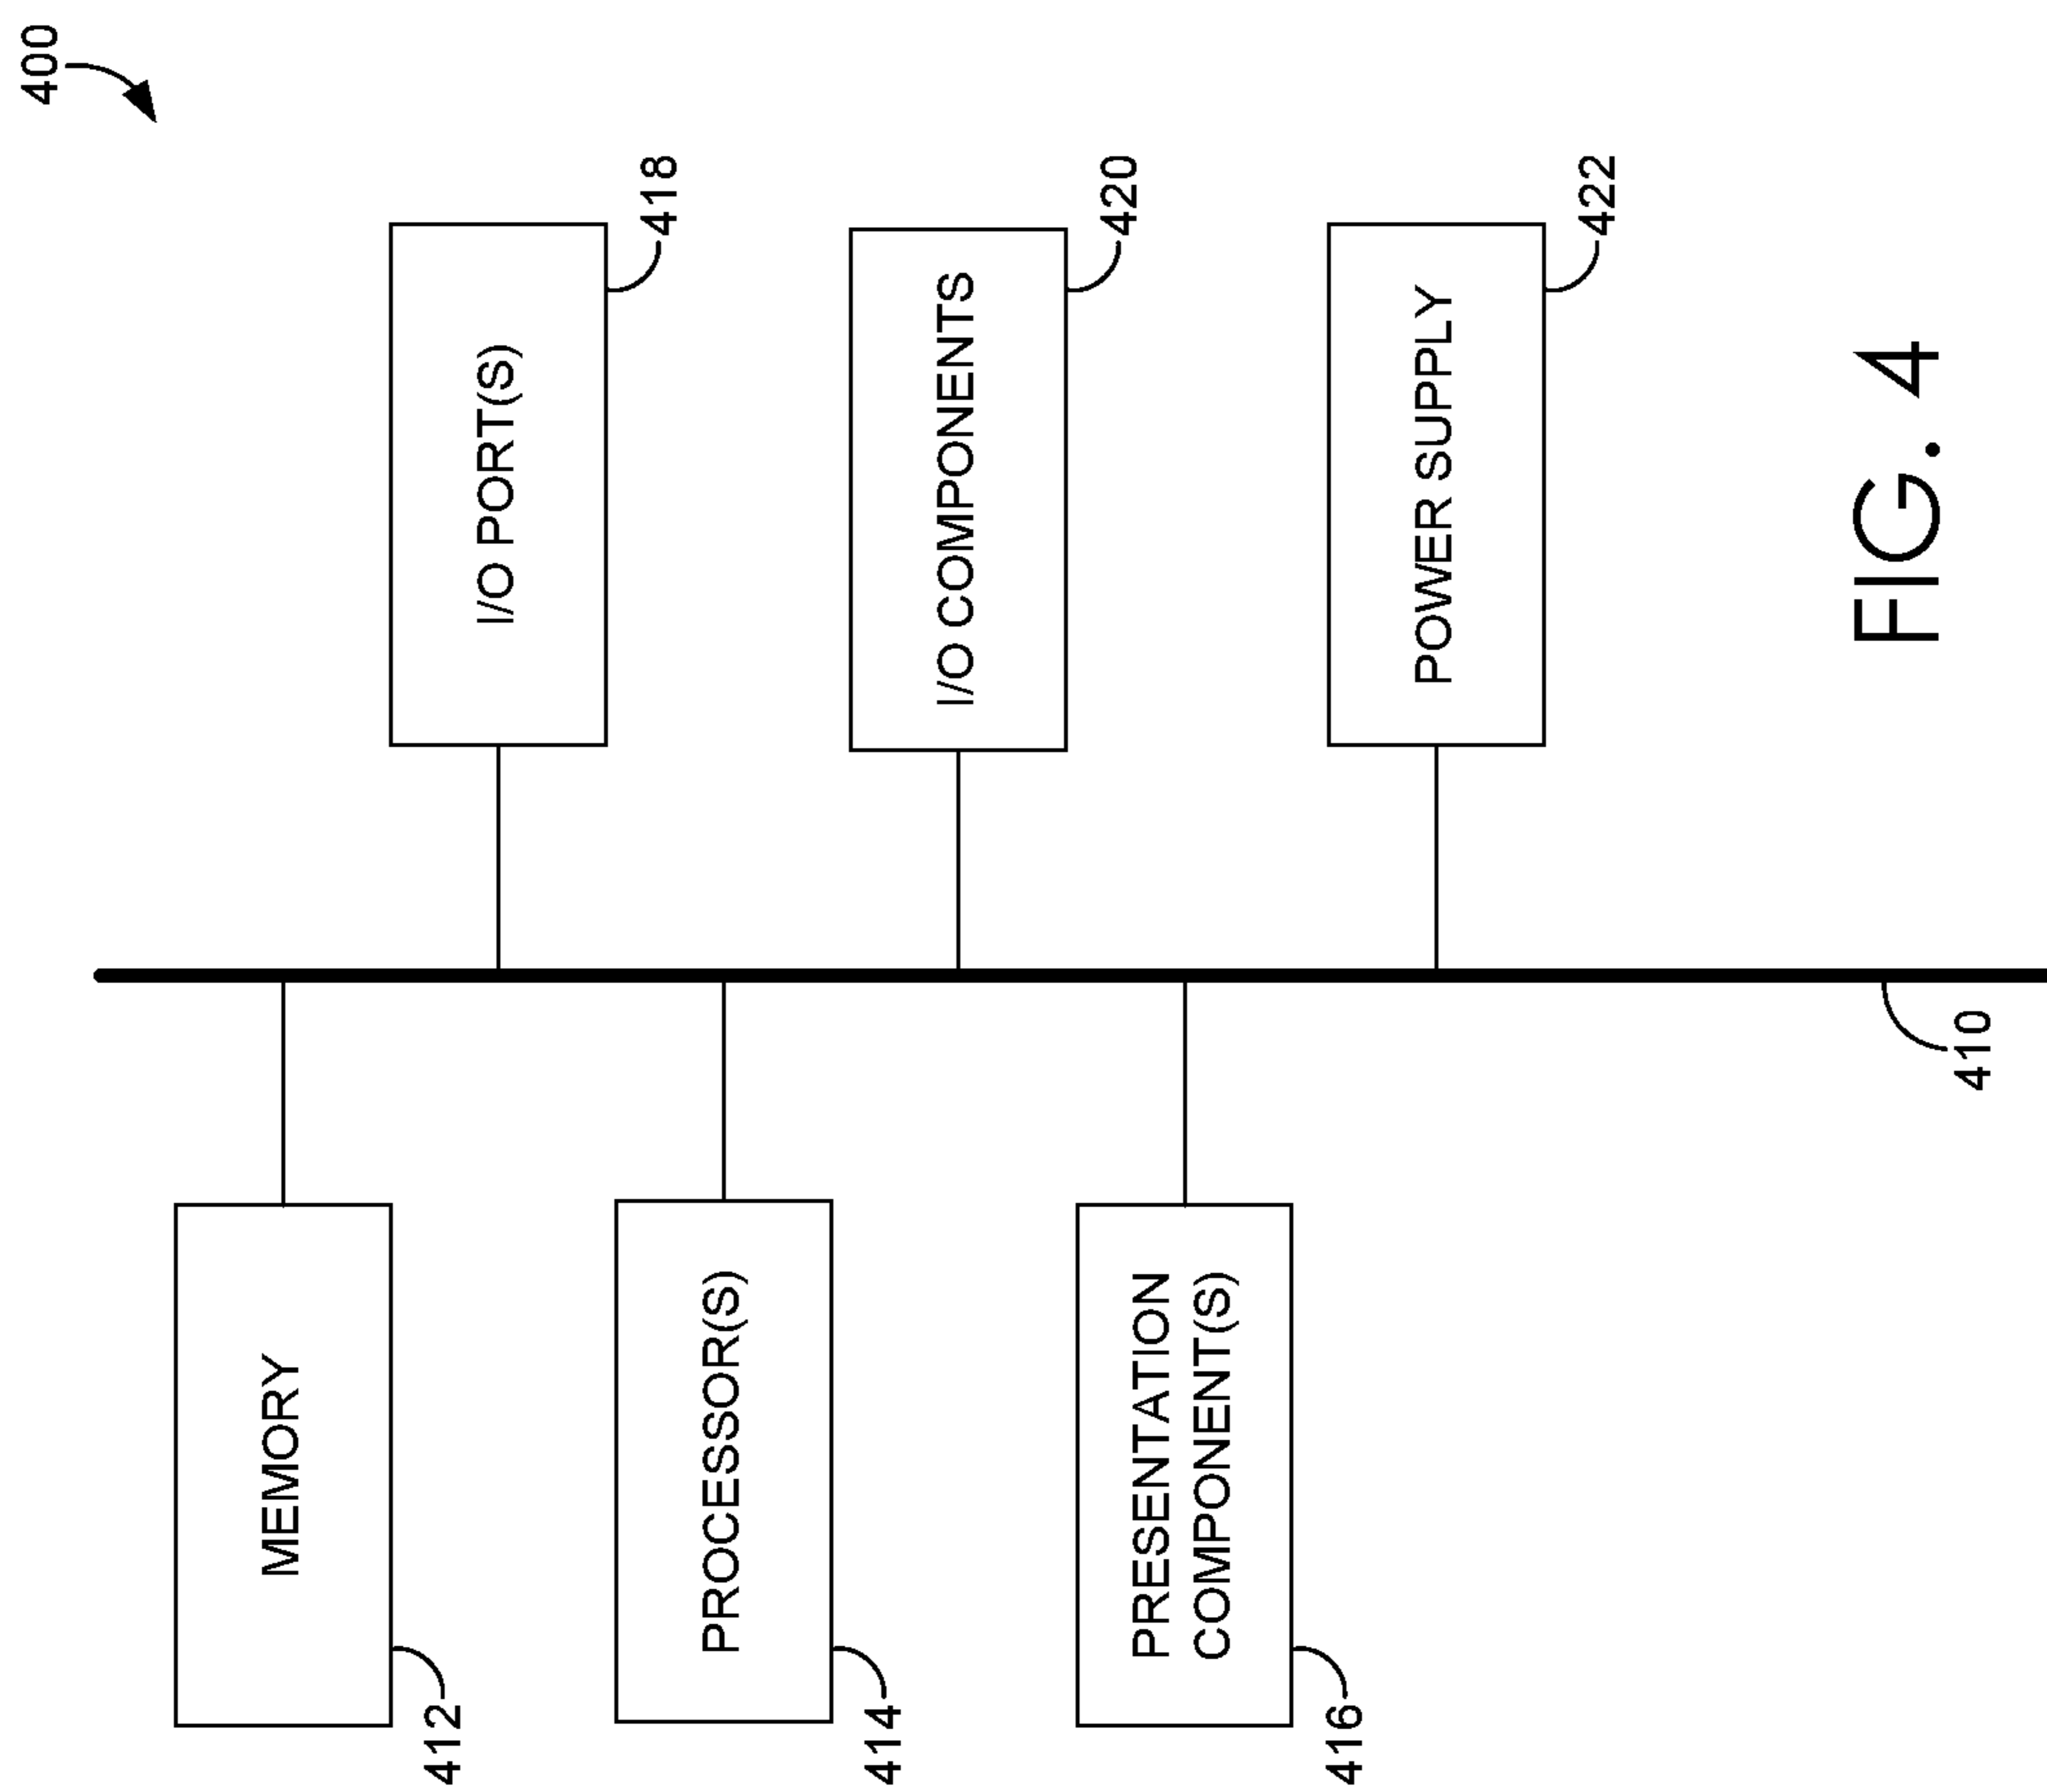 400
MEMORY
412
I/O PORT(S)
418
PROCESSOR(S)
414
I/O COMPONENTS
420
PRESENTATION
COMPONENT(S)
416
POWER SUPPLY
422
410
FIG. 4